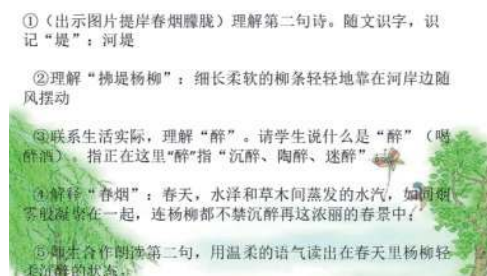 ①（出示图片提岸春烟朦胧）理解第二句诗。随文识字，识
记“堤”：河堤
②理解“拂堤杨柳”：细长柔软的柳条轻轻地靠在河岸边随
风摆动
③联系生活实际，理解“醉”。请学生说什么是“醉”（喝
醉酒）。指正在这里“醉”指“沉醉、陶醉、迷醉”。
④解释“春烟”：春天，水泽和草木间蒸发的水汽，如同烟
雾般凝聚在一起，连杨柳都不禁沉醉再这浓丽的春景中。
⑤师生合作朗读第二句，用温柔的语气读出在春天里杨柳轻
柔沉醉的状态。